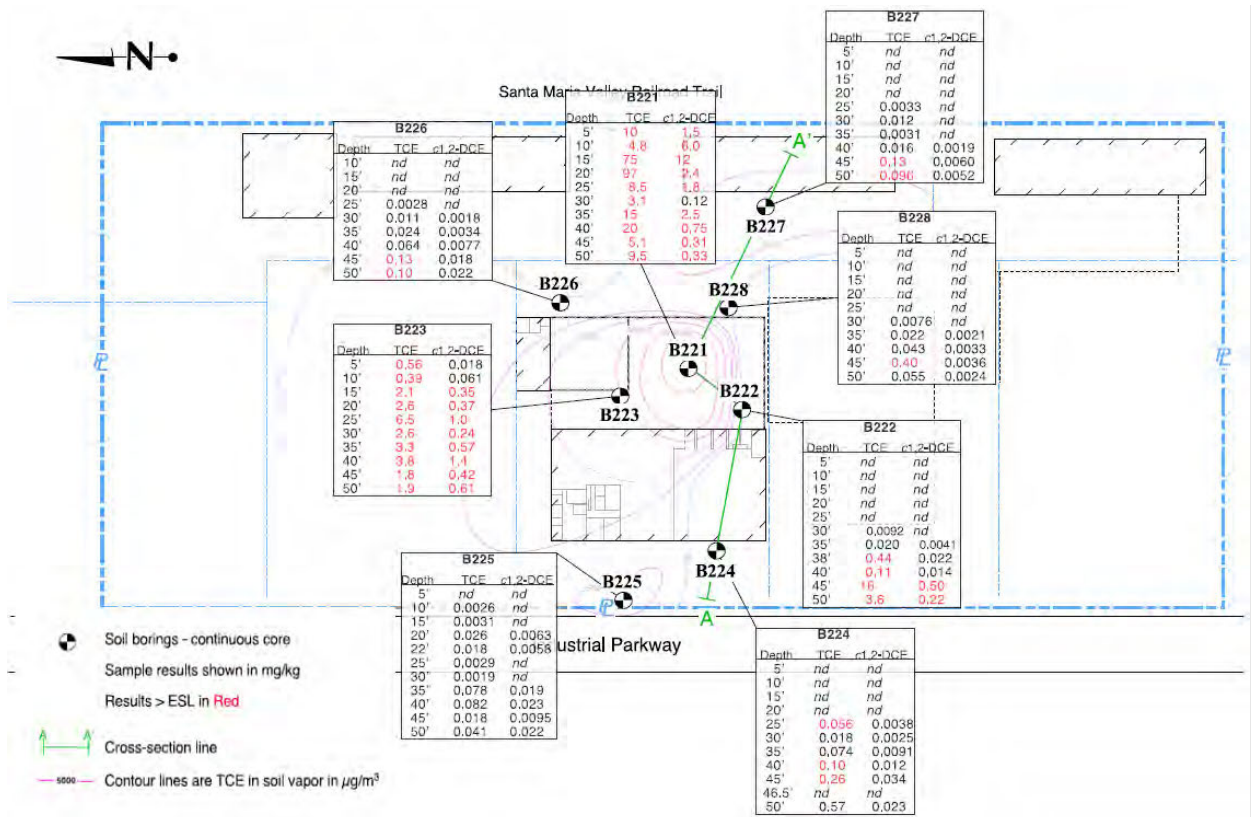 N
Santa Maria Valley Railroad Trail
B227
Depth TCE c1,2-DCE
5' nd nd
10' nd nd
15' nd nd
20' nd nd
25' 0.0033 nd
30' 0.012 nd
35' 0.0031 nd
40' 0.016 0.0019
45' 0.13 0.0060
50' 0.096 0.0052
B221
Depth TCE c1,2-DCE
5' 10 1.5
10' 4.8 6.0
15' 75 12
20' 97 2.4
25' 8.5 1.8
30' 3.1 0.12
35' 15 2.5
40' 20 0.75
45' 5.1 0.31
50' 9.5 0.33
B226
Depth TCE c1,2-DCE
10' nd nd
15' nd nd
20' nd nd
25' 0.0028 nd
30' 0.011 0.0018
35' 0.024 0.0034
40' 0.064 0.0077
45' 0.13 0.018
50' 0.10 0.022
A'
B227
B228
Depth TCE c1,2-DCE
5' nd nd
10' nd nd
15' nd nd
20' nd nd
25' nd nd
30' 0.0076 nd
35' 0.022 0.0021
40' 0.043 0.0033
45' 0.40 0.0036
50' 0.055 0.0024
B226
B228
B221
B222
B223
PL
PL
B223
Depth TCE c1,2-DCE
5' 0.56 0.018
10' 0.39 0.061
15' 2.1 0.35
20' 2.6 0.37
25' 6.5 1.0
30' 2.6 0.24
35' 3.3 0.57
40' 3.8 1.4
45' 1.8 0.42
50' 1.9 0.61
B222
Depth TCE c1,2-DCE
5' nd nd
10' nd nd
15' nd nd
20' nd nd
25' nd nd
30' 0.0092 nd
35' 0.020 0.0041
38' 0.44 0.022
40' 0.11 0.014
45' 16 0.50
50' 3.6 0.22
B225
Depth TCE c1,2-DCE
5' nd nd
10' 0.0026 nd
15' 0.0031 nd
20' 0.026 0.0063
22' 0.018 0.0058
25' 0.0029 nd
30' 0.0019 nd
35' 0.078 0.019
40' 0.082 0.023
45' 0.018 0.0095
50' 0.041 0.022
B225
PL
B224
A
ustrial Parkway
B224
Depth TCE c1,2-DCE
5' nd nd
10' nd nd
15' nd nd
20' nd nd
25' 0.056 0.0038
30' 0.018 0.0025
35' 0.074 0.0091
40' 0.10 0.012
45' 0.26 0.034
46.5' nd nd
50' 0.57 0.023
Soil borings - continuous core
Sample results shown in mg/kg
Results > ESL in Red
A A'
Cross-section line
5000 Contour lines are TCE in soil vapor in µg/m³